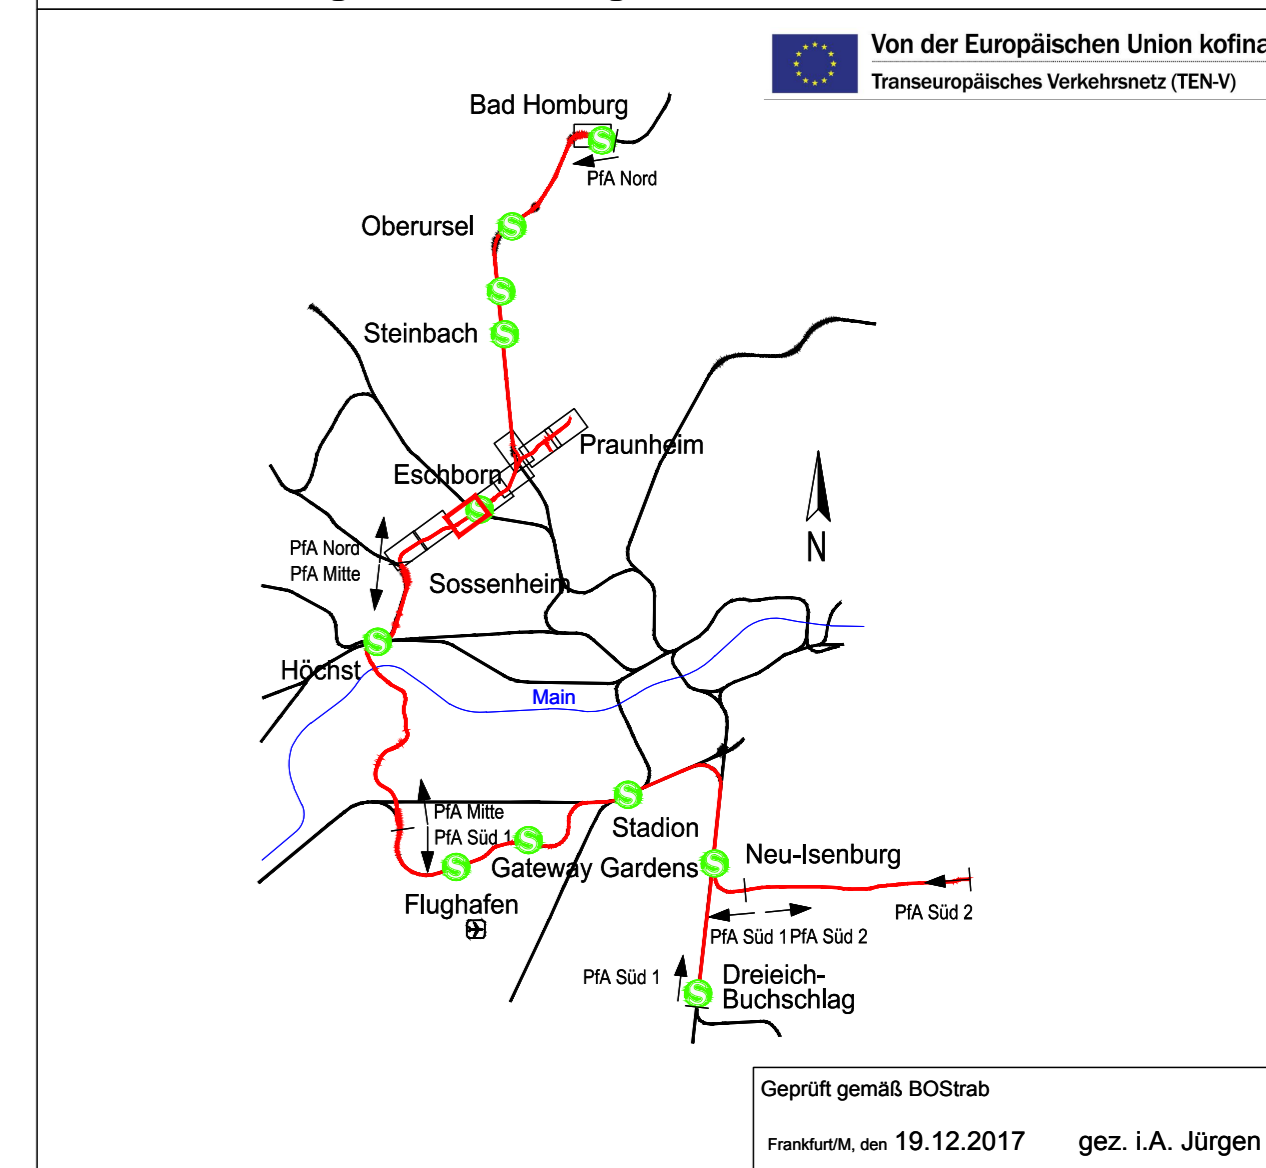 Von der Europäischen Union kofina
Transeuropäisches Verkehrsnetz (TEN-V)
Bad Homburg
PfA Nord
Oberursel
Steinbach
Praunheim
Eschborn
N
PfA Nord
PfA Mitte
Sossenheim
Höchst
Main
PfA Mitte
PfA Süd 1
Stadion
Gateway Gardens
Neu-Isenburg
Flughafen
PfA Süd 2
PfA Süd 1 PfA Süd 2
PfA Süd 1
Dreieich-
Buchschlag
Geprüft gemäß BOStrab
Frankfurt/M, den 19.12.2017 gez. i.A. Jürgen